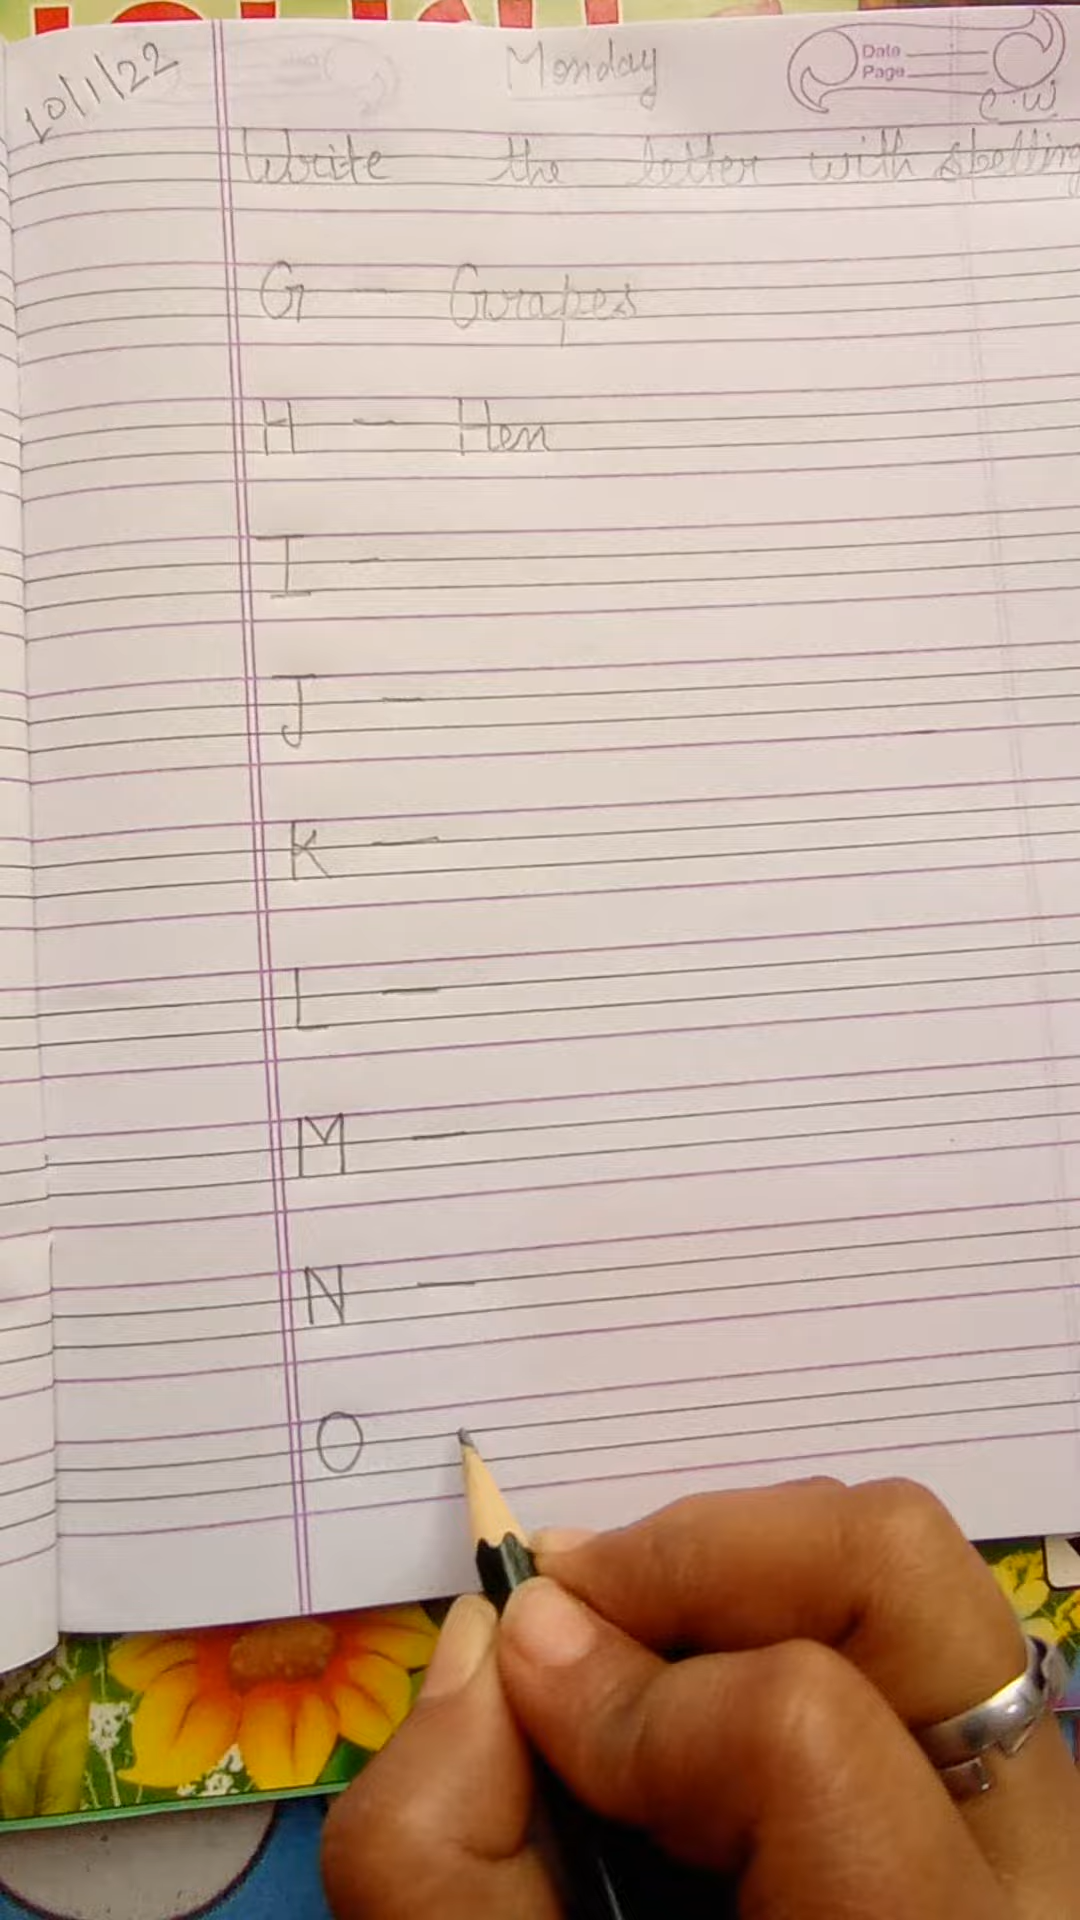 10/1/22
Monday
Date
Page
C.W
Write the letter with spelling
G — Grapes
H — Hen
I —
J —
K —
L —
M —
N —
O